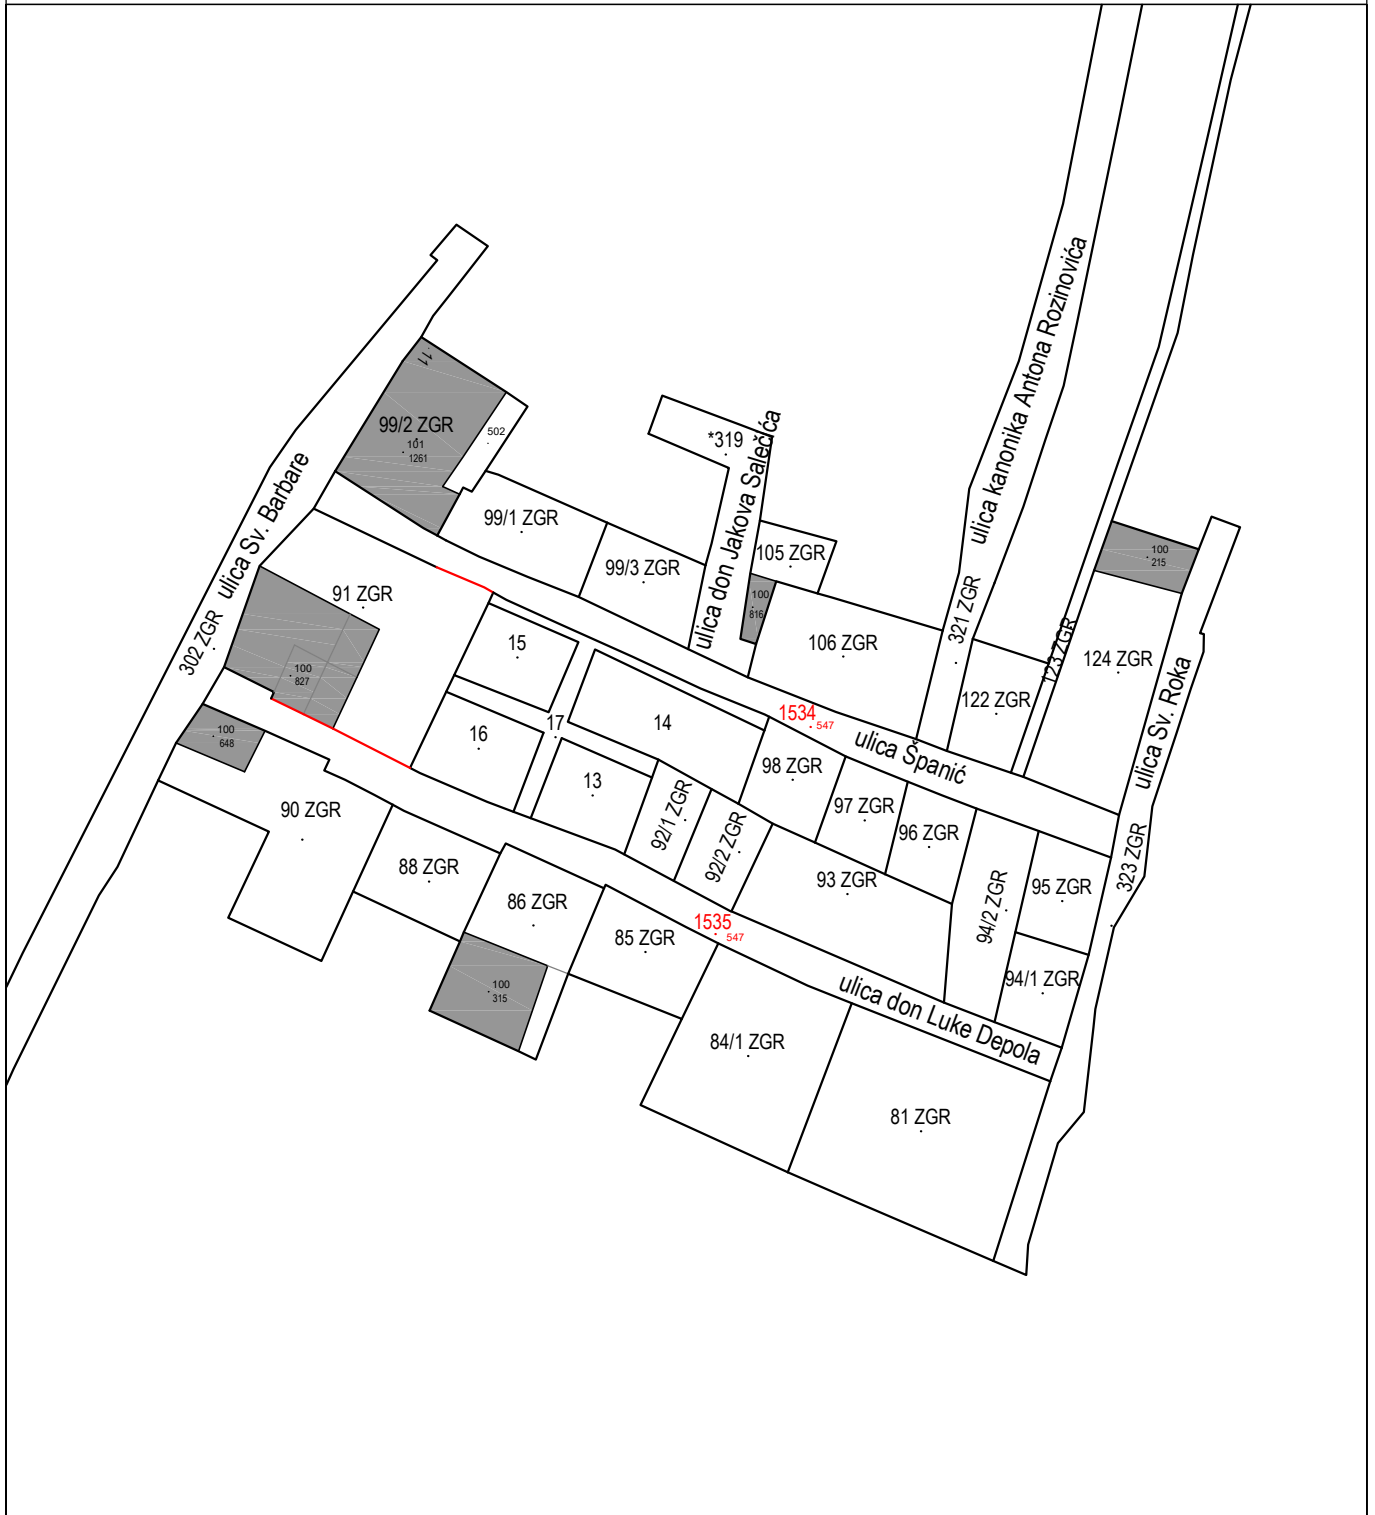 ulica kanonika Antona Rozinovića
11
99/2 ZGR
101
1261
502
*319
ulica don Jakova Salečića
ulica Sv. Barbare
99/1 ZGR
99/3 ZGR
105 ZGR
100
816
100
215
321 ZGR
302 ZGR
91 ZGR
15
106 ZGR
123 ZGR
124 ZGR
100
827
122 ZGR
ulica Sv. Roka
100
648
16
17
14
1534
547
ulica Španić
13
98 ZGR
90 ZGR
92/1 ZGR
97 ZGR
96 ZGR
92/2 ZGR
88 ZGR
93 ZGR
95 ZGR
323 ZGR
86 ZGR
94/2 ZGR
1535
547
85 ZGR
94/1 ZGR
100
315
ulica don Luke Depola
84/1 ZGR
81 ZGR